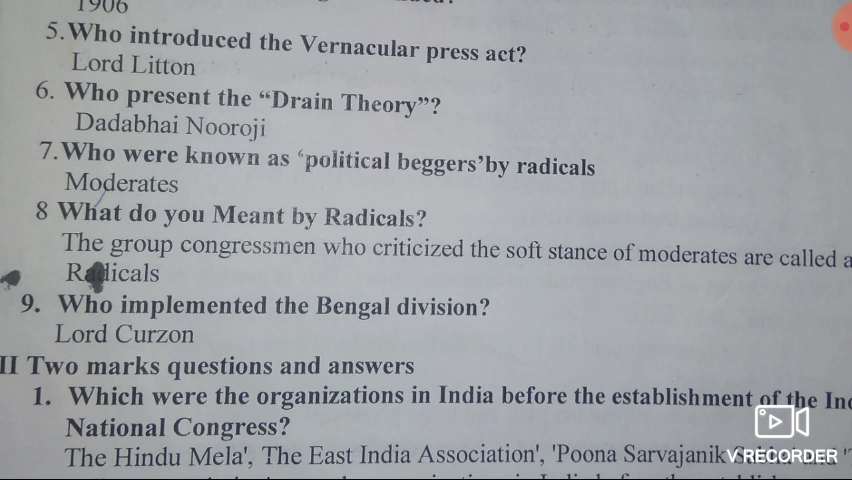 1906
5.Who introduced the Vernacular press act?
Lord Litton
6. Who present the “Drain Theory”?
Dadabhai Nooroji
7.Who were known as ‘political beggers’by radicals
Moderates
8 What do you Meant by Radicals?
The group congressmen who criticized the soft stance of moderates are called a
Radicals
9. Who implemented the Bengal division?
Lord Curzon
II Two marks questions and answers
1. Which were the organizations in India before the establishment of the In
National Congress?
The Hindu Mela', The East India Association', 'Poona Sarvajanik
V RECORDER